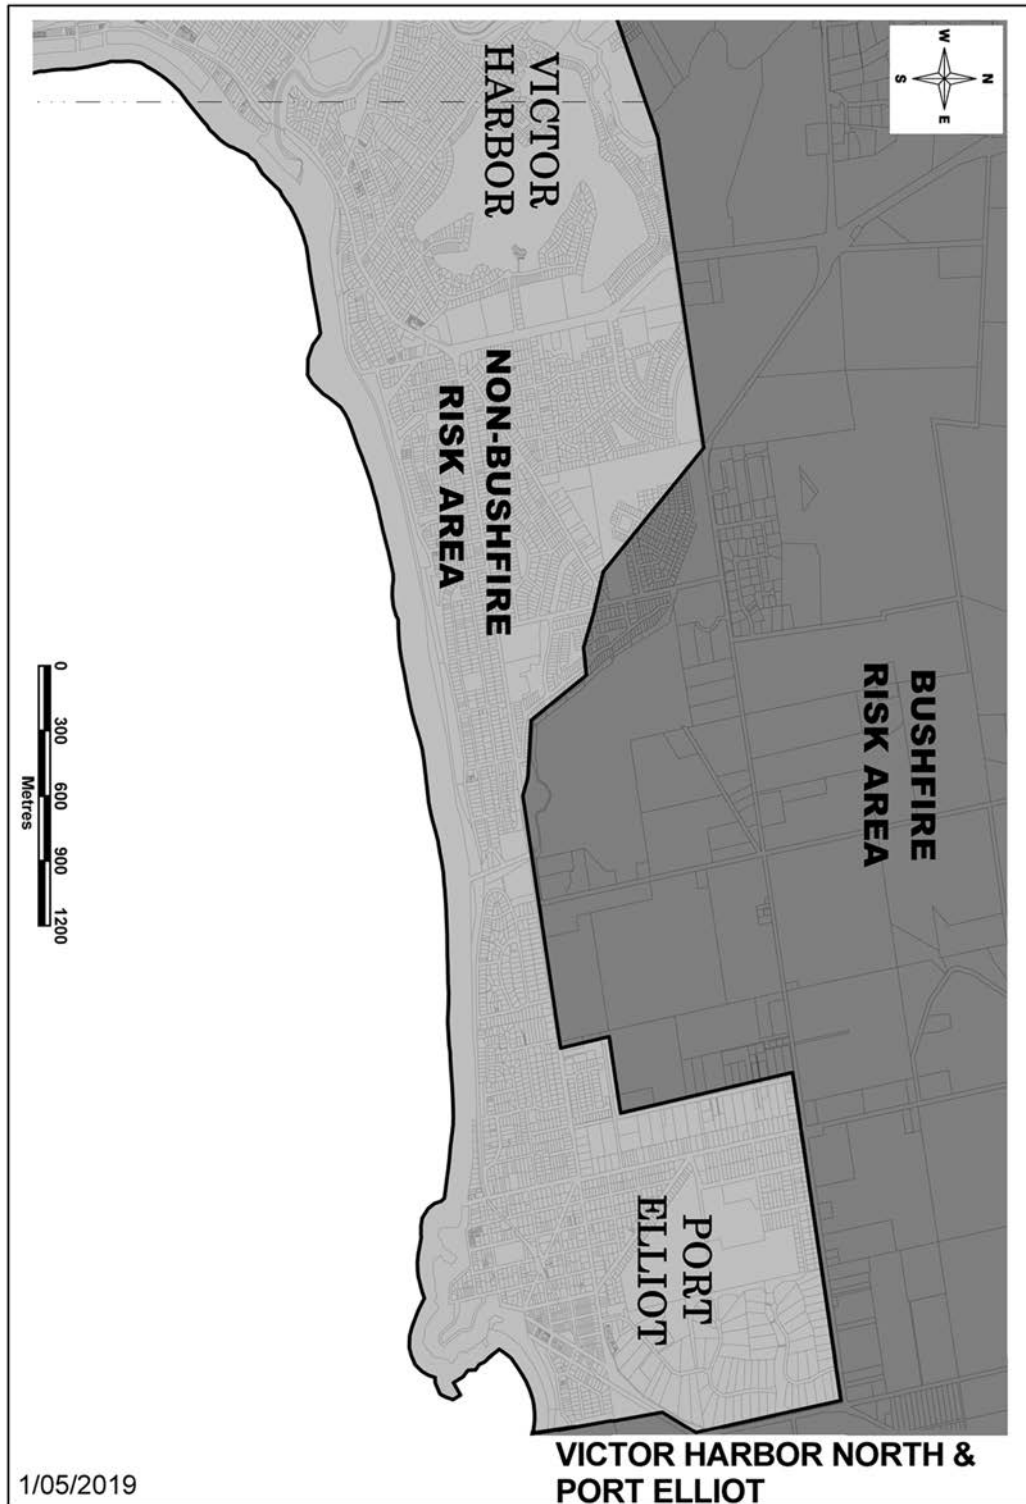 W
N
S
E
VICTOR
HARBOR
NON-BUSHFIRE
RISK AREA
BUSHFIRE
RISK AREA
0 300 600 900 1200
Metres
PORT
ELLIOT
VICTOR HARBOR NORTH &
PORT ELLIOT
1/05/2019